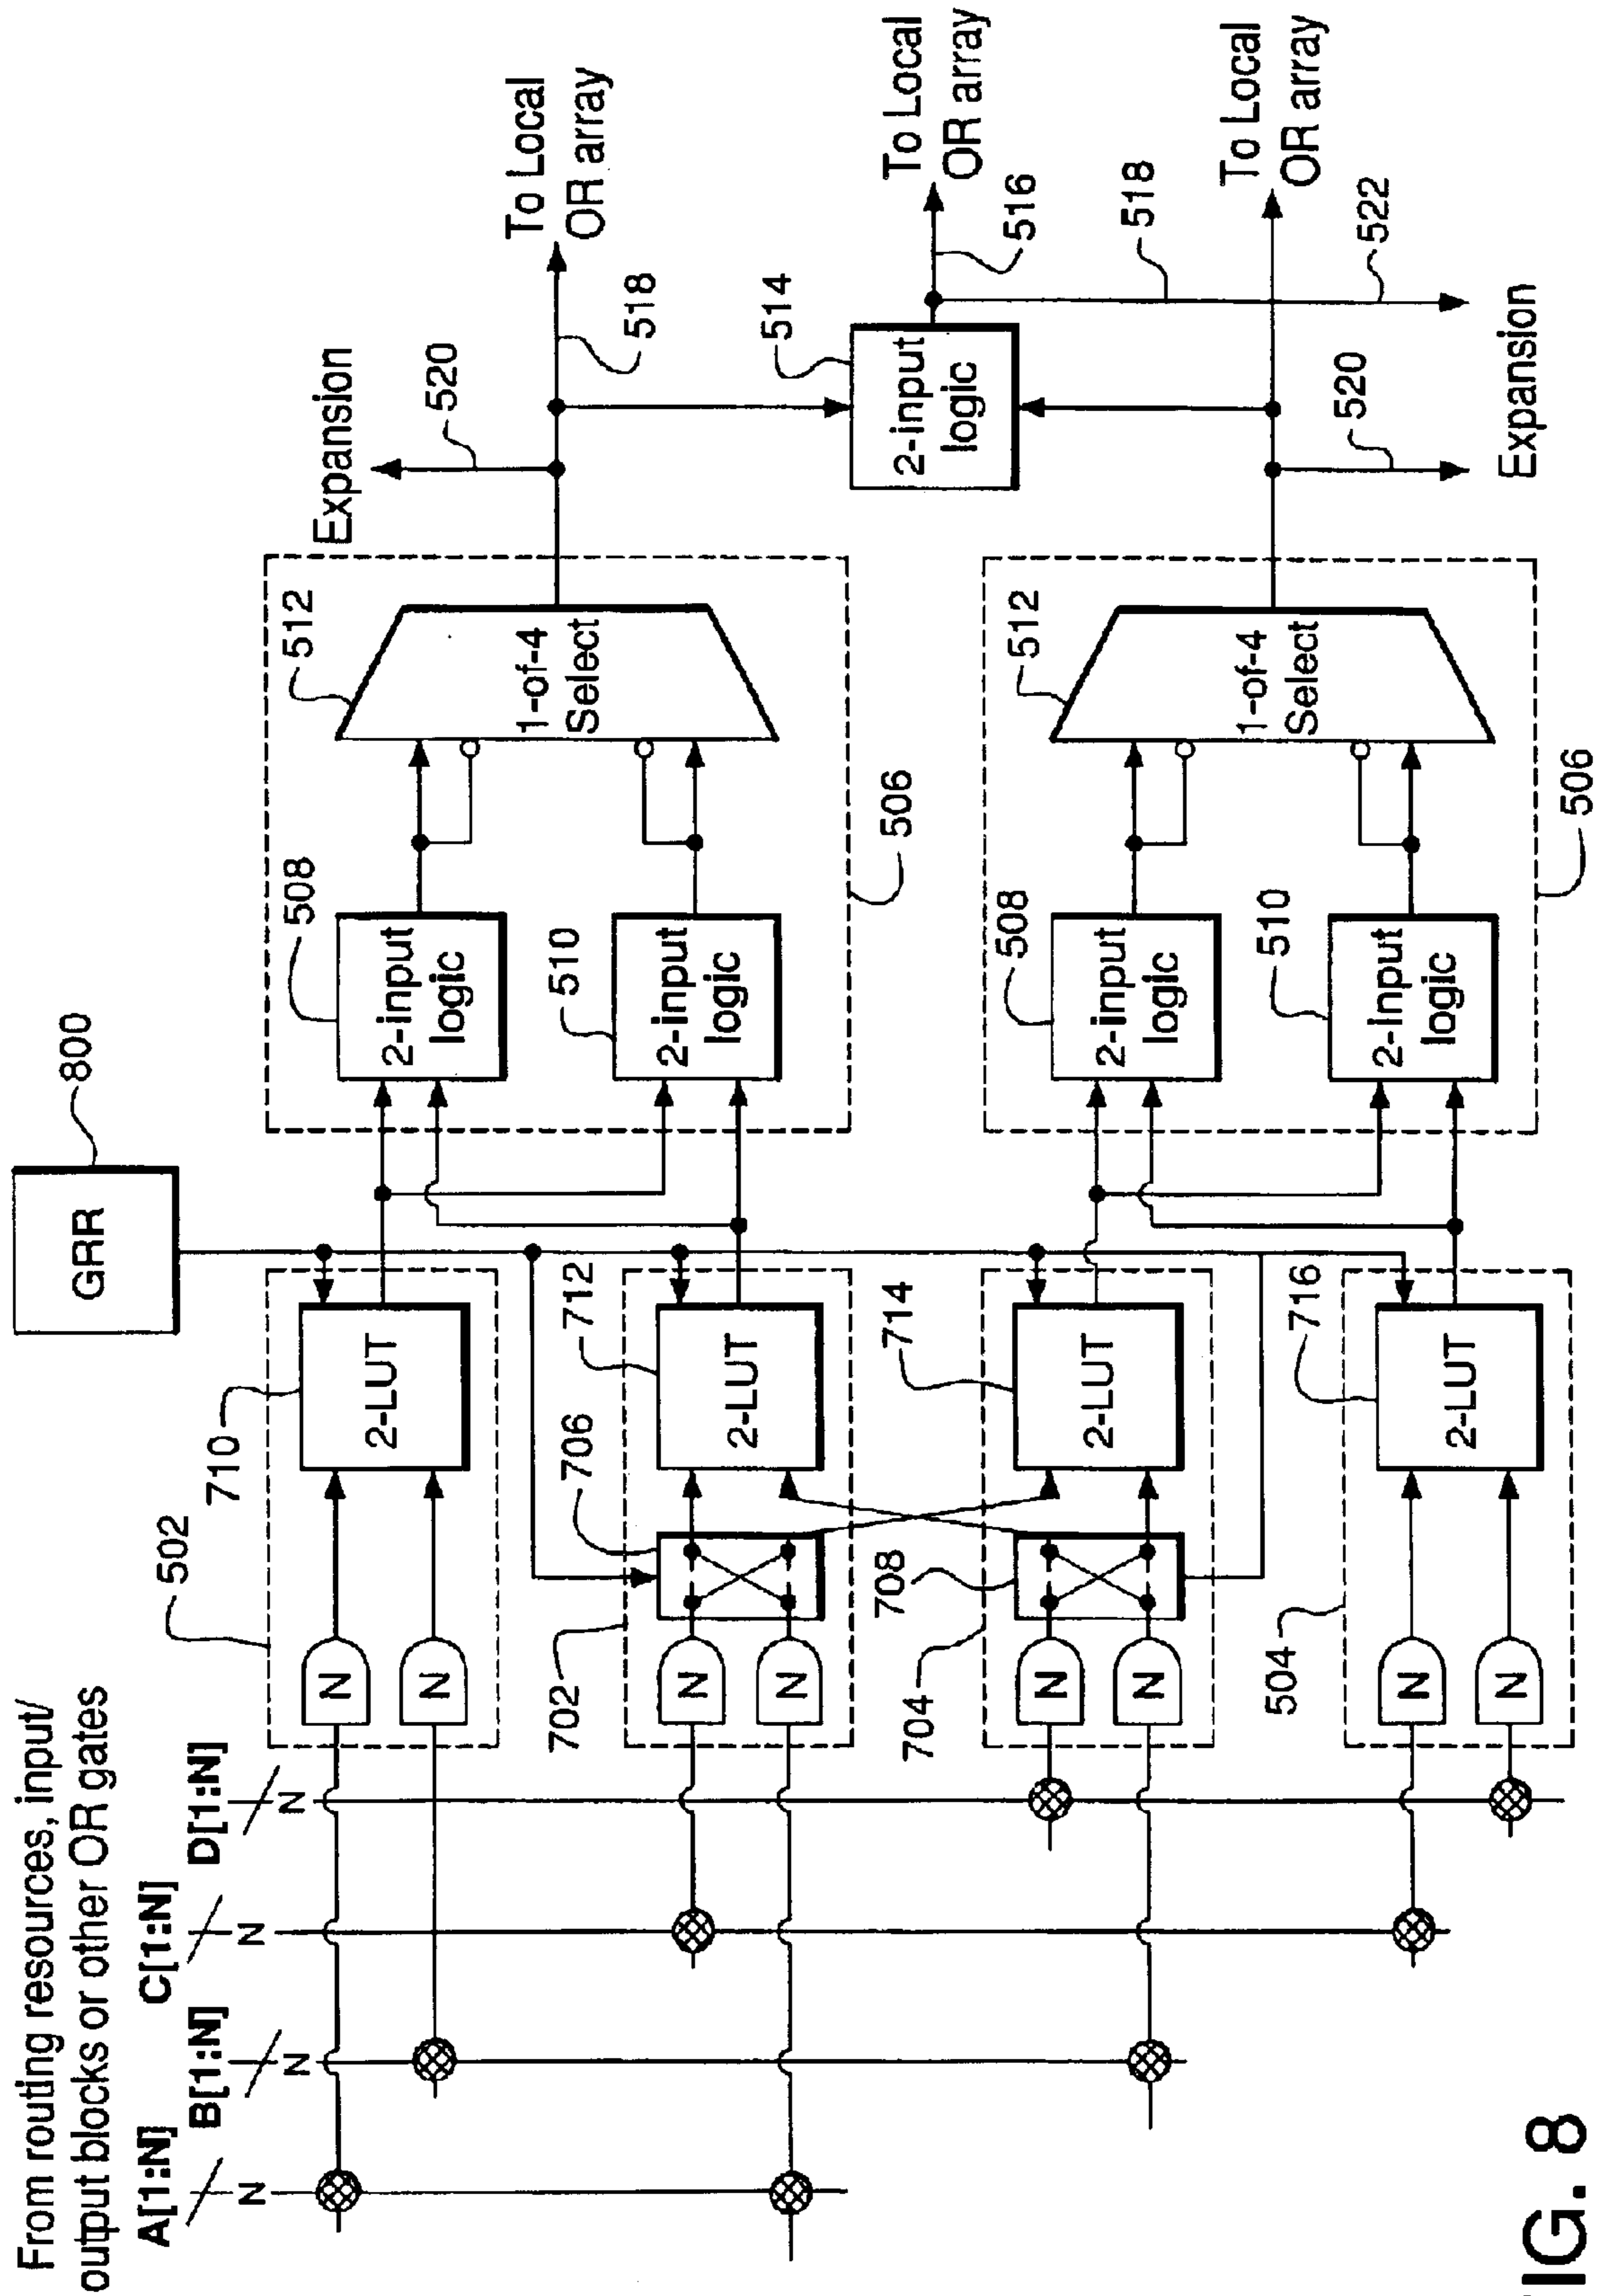 From routing resources, input/
output blocks or other OR gates
A[1:N]
B[1:N]
C[1:N]
D[1:N]
N
N
N
N
502
N
N
710
2-LUT
GRR
800
702
N
N
706
712
2-LUT
704
N
N
708
714
2-LUT
504
N
N
716
2-LUT
508
2-input
logic
510
2-input
logic
512
1-of-4
Select
506
508
2-input
logic
510
2-input
logic
512
1-of-4
Select
506
Expansion
520
518
To Local
OR array
514
2-input
logic
516
To Local
OR array
518
522
To Local
OR array
520
Expansion
IG. 8